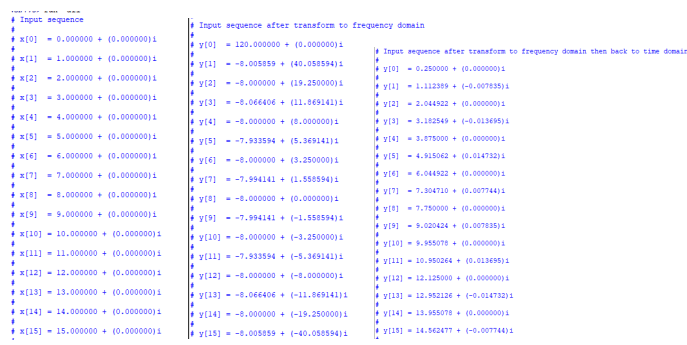 # Input sequence
#
# x[0]  = 0.000000 + (0.000000)i
#
# x[1]  = 1.000000 + (0.000000)i
#
# x[2]  = 2.000000 + (0.000000)i
#
# x[3]  = 3.000000 + (0.000000)i
#
# x[4]  = 4.000000 + (0.000000)i
#
# x[5]  = 5.000000 + (0.000000)i
#
# x[6]  = 6.000000 + (0.000000)i
#
# x[7]  = 7.000000 + (0.000000)i
#
# x[8]  = 8.000000 + (0.000000)i
#
# x[9]  = 9.000000 + (0.000000)i
#
# x[10] = 10.000000 + (0.000000)i
#
# x[11] = 11.000000 + (0.000000)i
#
# x[12] = 12.000000 + (0.000000)i
#
# x[13] = 13.000000 + (0.000000)i
#
# x[14] = 14.000000 + (0.000000)i
#
# x[15] = 15.000000 + (0.000000)i
# Input sequence after transform to frequency domain
#
# y[0]  = 120.000000 + (0.000000)i
#
# y[1]  = -8.005859 + (40.058594)i
#
# y[2]  = -8.000000 + (19.250000)i
#
# y[3]  = -8.066406 + (11.869141)i
#
# y[4]  = -8.000000 + (8.000000)i
#
# y[5]  = -7.933594 + (5.369141)i
#
# y[6]  = -8.000000 + (3.250000)i
#
# y[7]  = -7.994141 + (1.558594)i
#
# y[8]  = -8.000000 + (0.000000)i
#
# y[9]  = -7.994141 + (-1.558594)i
#
# y[10] = -8.000000 + (-3.250000)i
#
# y[11] = -7.933594 + (-5.369141)i
#
# y[12] = -8.000000 + (-8.000000)i
#
# y[13] = -8.066406 + (-11.869141)i
#
# y[14] = -8.000000 + (-19.250000)i
#
# y[15] = -8.005859 + (-40.058594)i
# Input sequence after transform to frequency domain then back to time domain
#
# y[0]  = 0.250000 + (0.000000)i
#
# y[1]  = 1.112389 + (-0.007835)i
#
# y[2]  = 2.044922 + (0.000000)i
#
# y[3]  = 3.182549 + (-0.013695)i
#
# y[4]  = 3.875000 + (0.000000)i
#
# y[5]  = 4.915062 + (0.014732)i
#
# y[6]  = 6.044922 + (0.000000)i
#
# y[7]  = 7.304710 + (0.007744)i
#
# y[8]  = 7.750000 + (0.000000)i
#
# y[9]  = 9.020424 + (0.007835)i
#
# y[10] = 9.955078 + (0.000000)i
#
# y[11] = 10.950264 + (0.013695)i
#
# y[12] = 12.125000 + (0.000000)i
#
# y[13] = 12.952126 + (-0.014732)i
#
# y[14] = 13.955078 + (0.000000)i
#
# y[15] = 14.562477 + (-0.007744)i